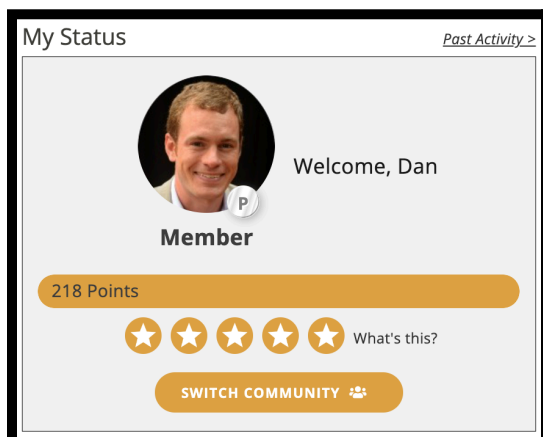 My Status
Past Activity >
Welcome, Dan
P
Member
218 Points
What's this?
SWITCH COMMUNITY